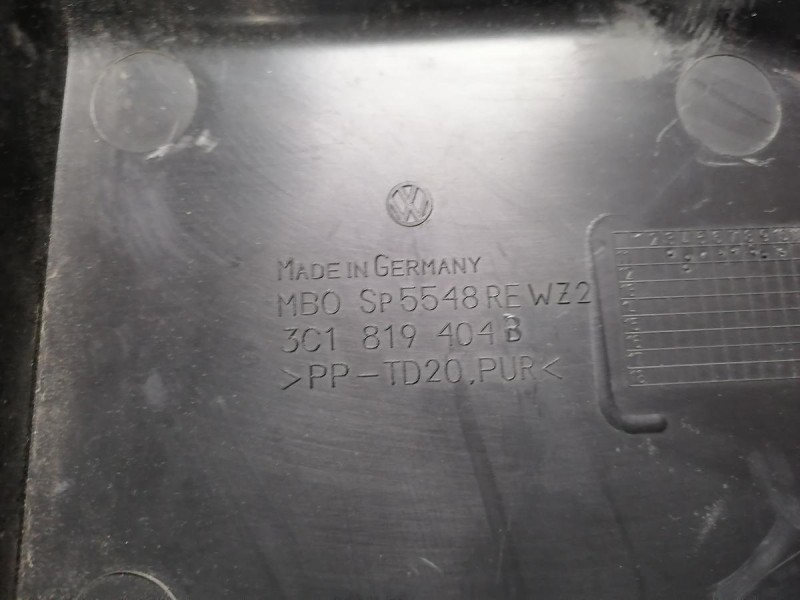 MADE IN GERMANY
MBO SP5548 RE WZ2
3C1 819 404 B
>PP-TD20,PUR<